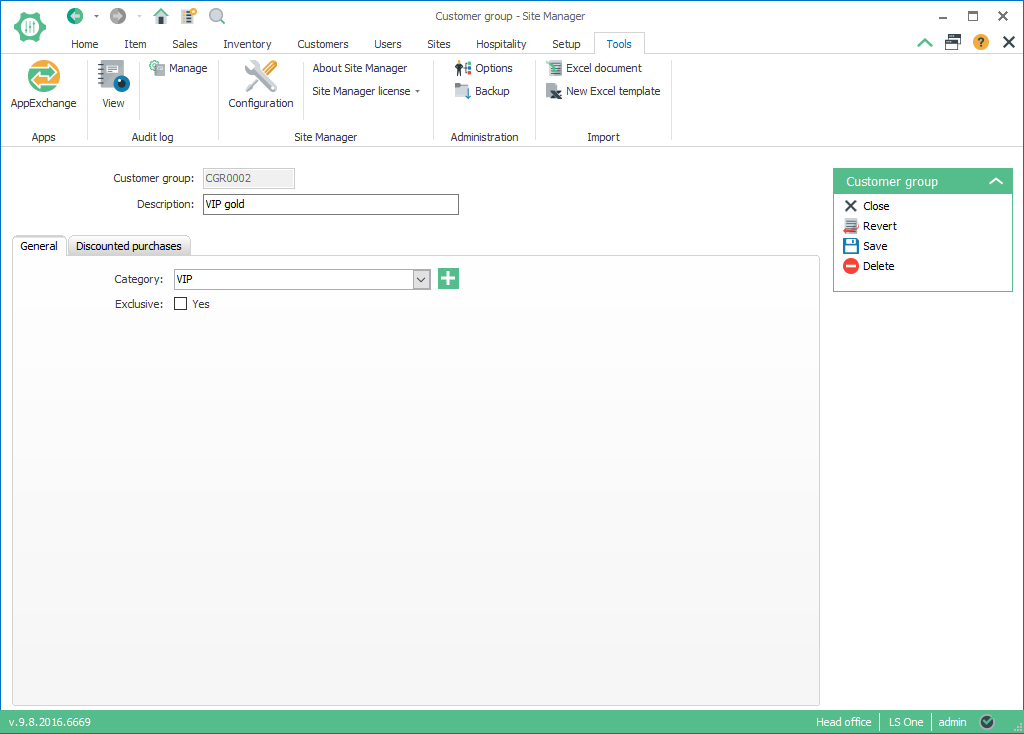 Customer group - Site Manager
Home Item Sales Inventory Customers Users Sites Hospitality Setup Tools
AppExchange
Apps
View
Manage
Audit log
Configuration
About Site Manager
Site Manager license
Site Manager
Options
Backup
Administration
Excel document
New Excel template
Import
Customer group: CGR0002
Description: VIP gold
General Discounted purchases
Category: VIP
Exclusive: Yes
Customer group
Close
Revert
Save
Delete
v.9.8.2016.6669
Head office LS One admin